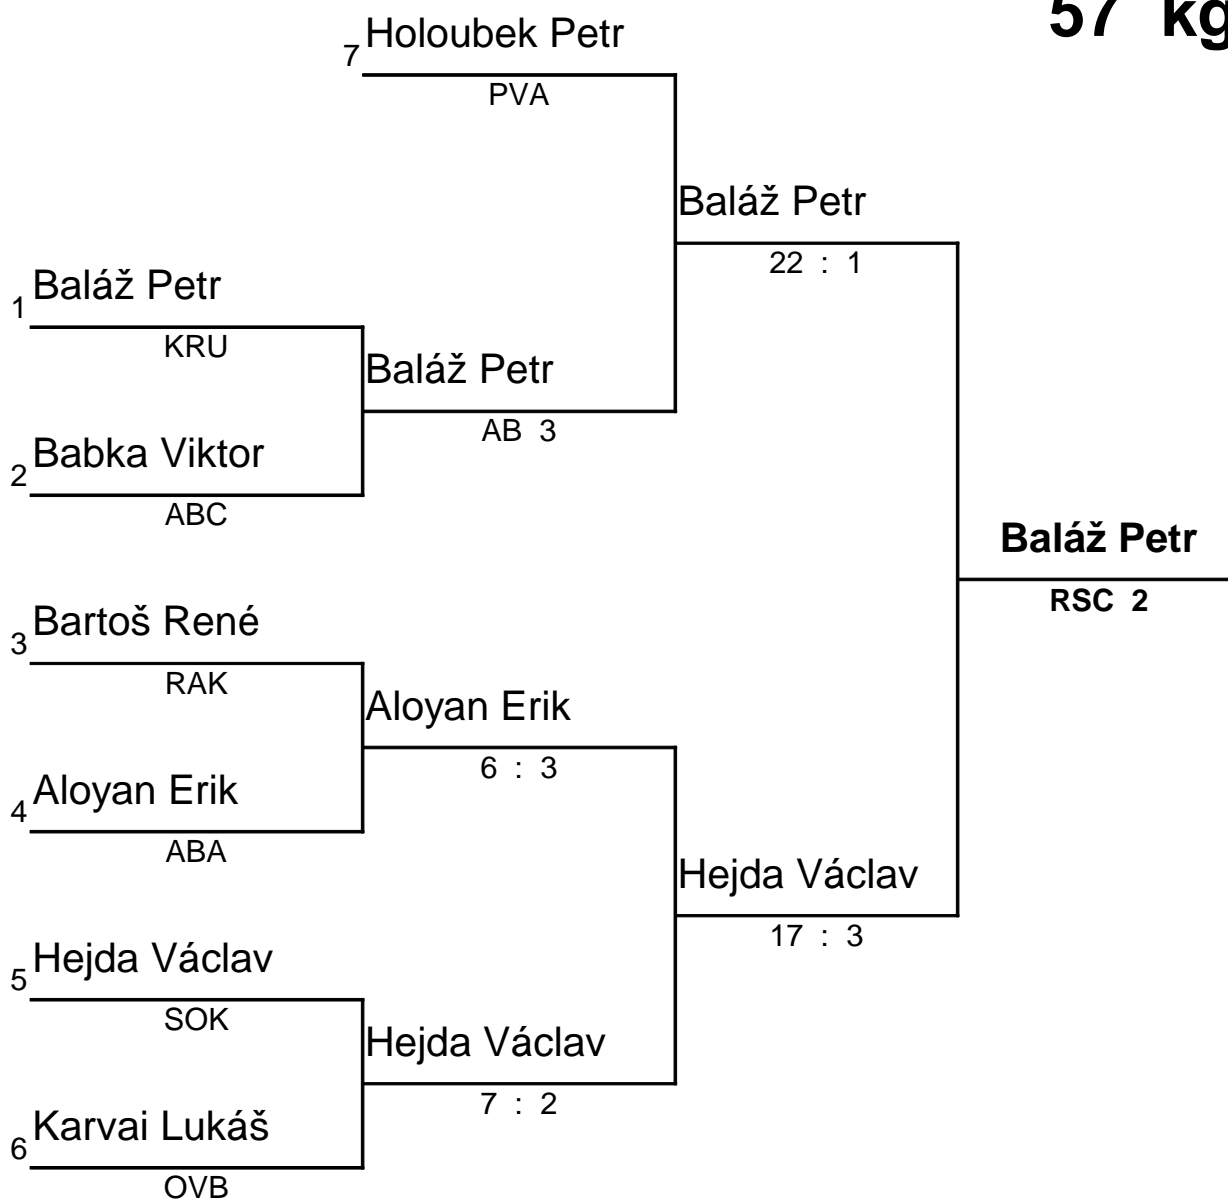 57 kg
7 Holoubek Petr
PVA
Baláž Petr
22 : 1
1 Baláž Petr
KRU
Baláž Petr
AB 3
2 Babka Viktor
ABC
Baláž Petr
RSC 2
3 Bartoš René
RAK
Aloyan Erik
6 : 3
4 Aloyan Erik
ABA
Hejda Václav
17 : 3
5 Hejda Václav
SOK
Hejda Václav
7 : 2
6 Karvai Lukáš
OVB